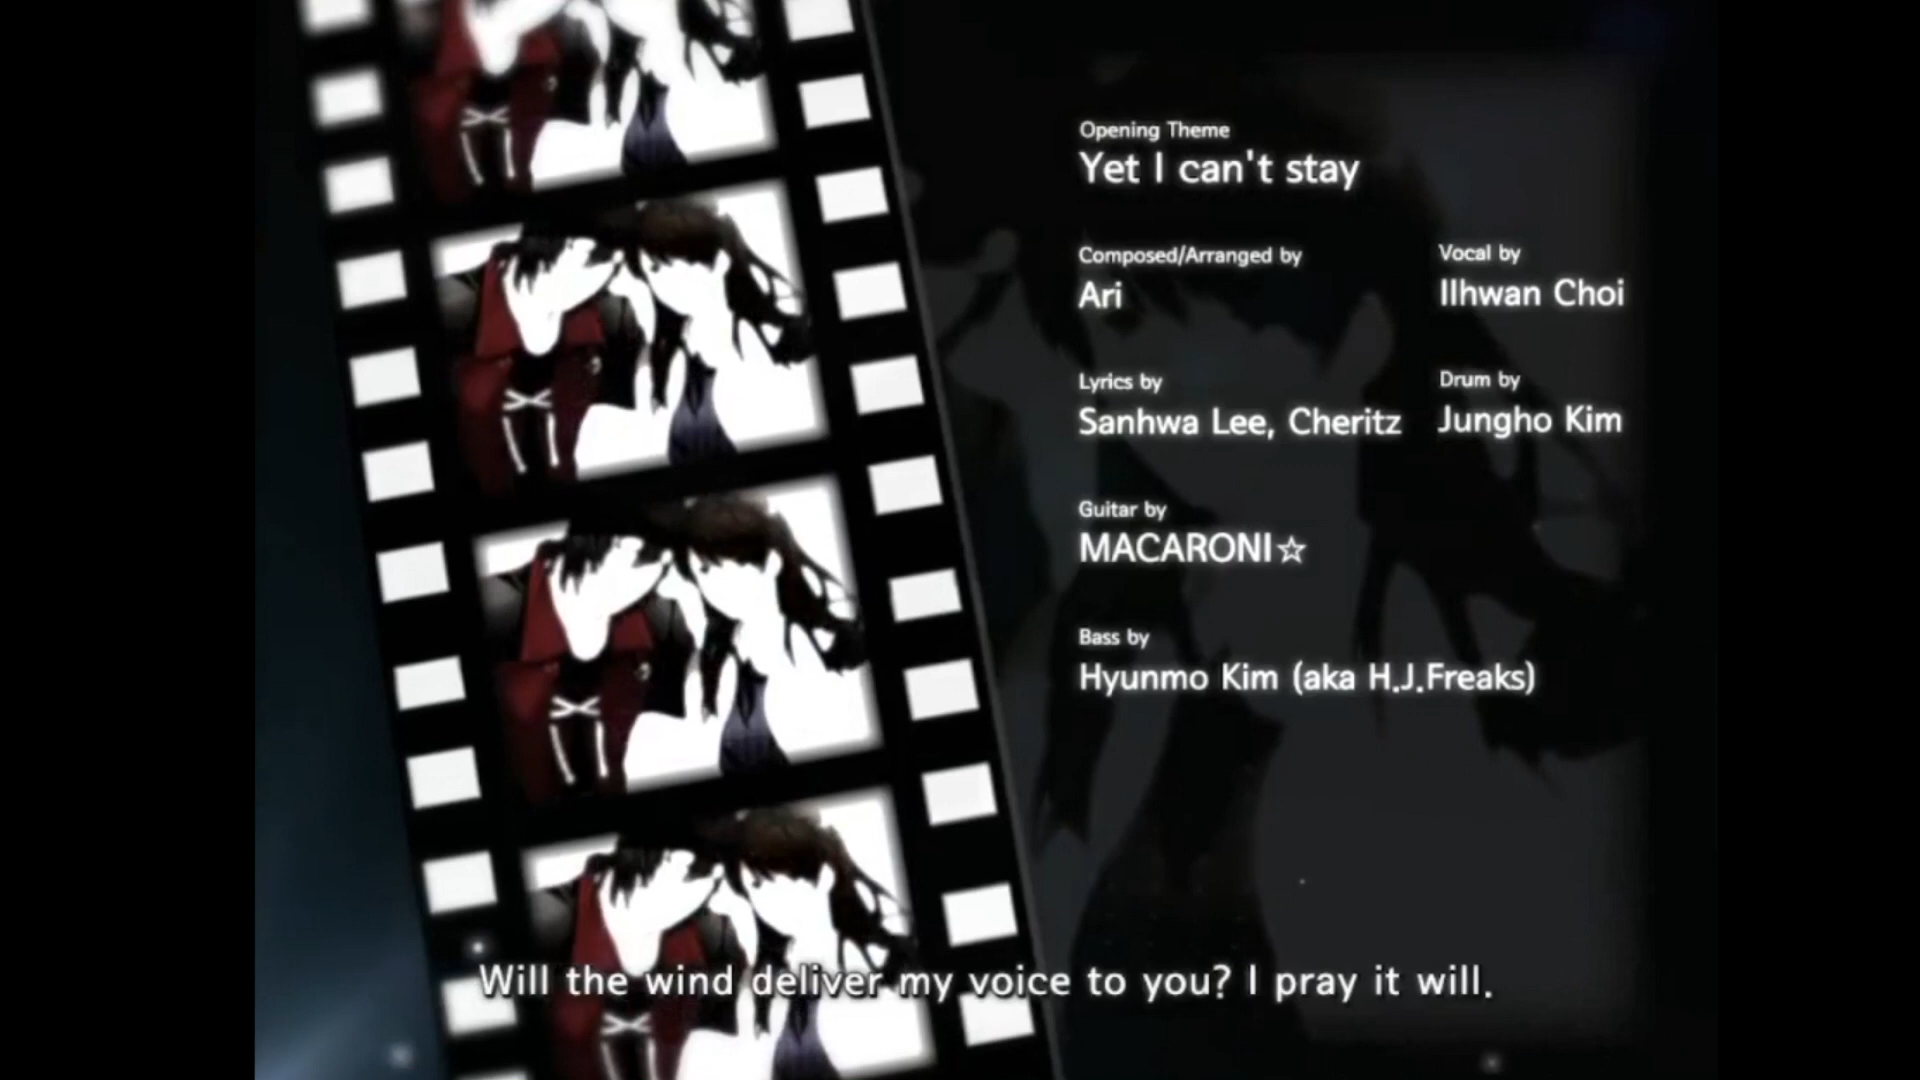 Opening Theme
Yet I can't stay
Composed/Arranged by
Ari
Vocal by
Ilhwan Choi
Lyrics by
Sanhwa Lee, Cheritz
Drum by
Jungho Kim
Guitar by
MACARONI☆
Bass by
Hyunmo Kim (aka H.J.Freaks)
Will the wind deliver my voice to you? I pray it will.